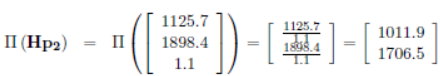 Π(Hp₂) = Π([1125.7 1898.4 1.1]) = [1125.7/1.1 1898.4/1.1] = [1011.9 1706.5]